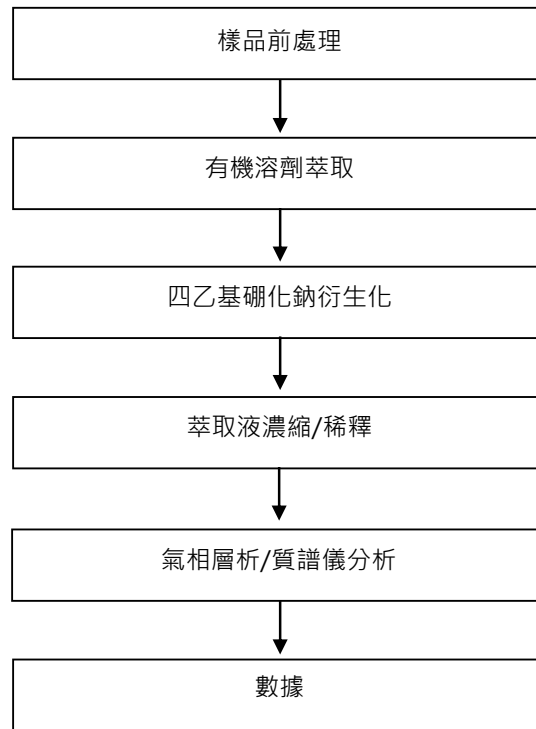 樣品前處理
有機溶劑萃取
四乙基硼化鈉衍生化
萃取液濃縮/稀釋
氣相層析/質譜儀分析
數據